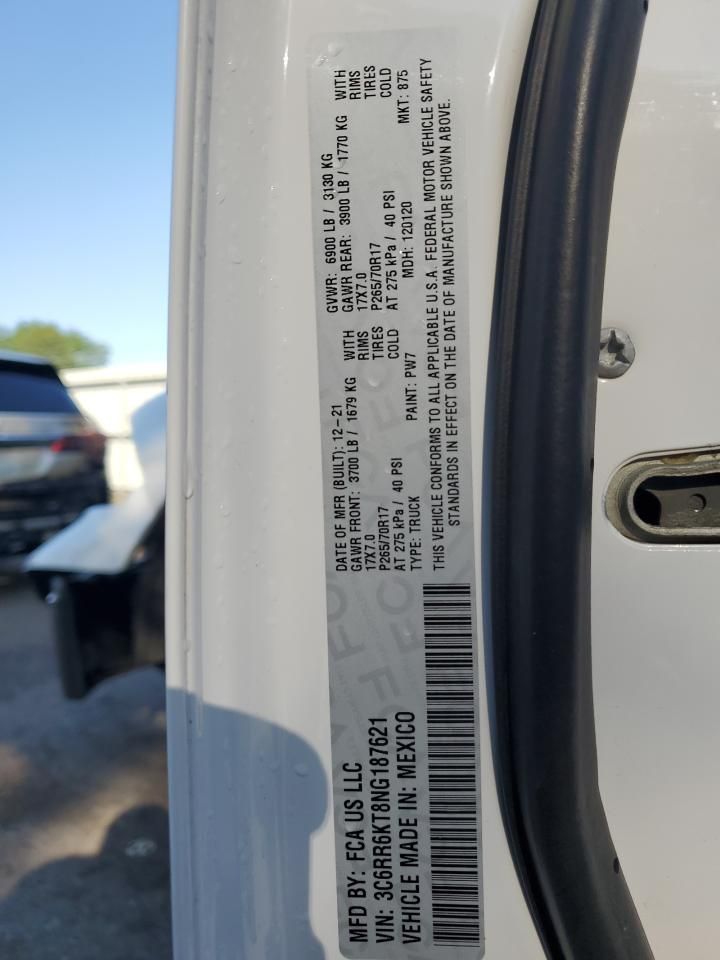 MFD BY: FCA US LLC
VIN: 3C6RR6KT8NG187621
VEHICLE MADE IN: MEXICO
DATE OF MFR (BUILT): 12-21
GVWR: 6900 LB / 3130 KG
GAWR FRONT: 3700 LB / 1679 KG WITH
GAWR REAR: 3900 LB / 1770 KG WITH
17X7.0 RIMS
17X7.0 RIMS
P265/70R17 TIRES
P265/70R17 TIRES
AT 275 kPa / 40 PSI COLD
AT 275 kPa / 40 PSI COLD
TYPE: TRUCK PAINT: PW7 MDH: 120120 MKT: 875
THIS VEHICLE CONFORMS TO ALL APPLICABLE U.S.A. FEDERAL MOTOR VEHICLE SAFETY
STANDARDS IN EFFECT ON THE DATE OF MANUFACTURE SHOWN ABOVE.